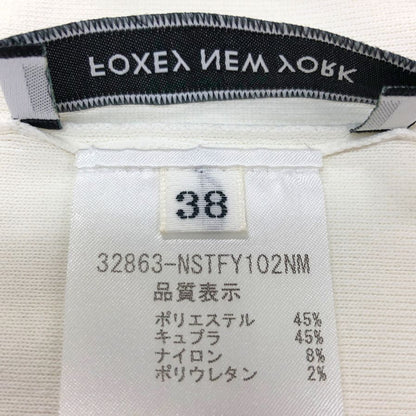 FOXEY NEW YORK
38
32863-NSTFY102NM
品質表示
ポリエステル 45%
キュプラ 45%
ナイロン 8%
ポリウレタン 2%